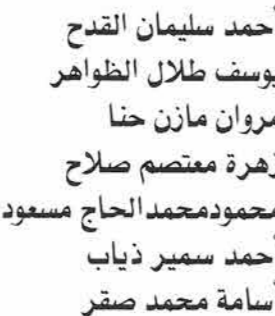 أحمد سليمان القدح
يوسف طلال الظواهر
مروان مازن حنا
زهرة معتصم صلاح
محمودمحمدالحاج مسعود
أحمد سمير ذياب
أسامة محمد صقر